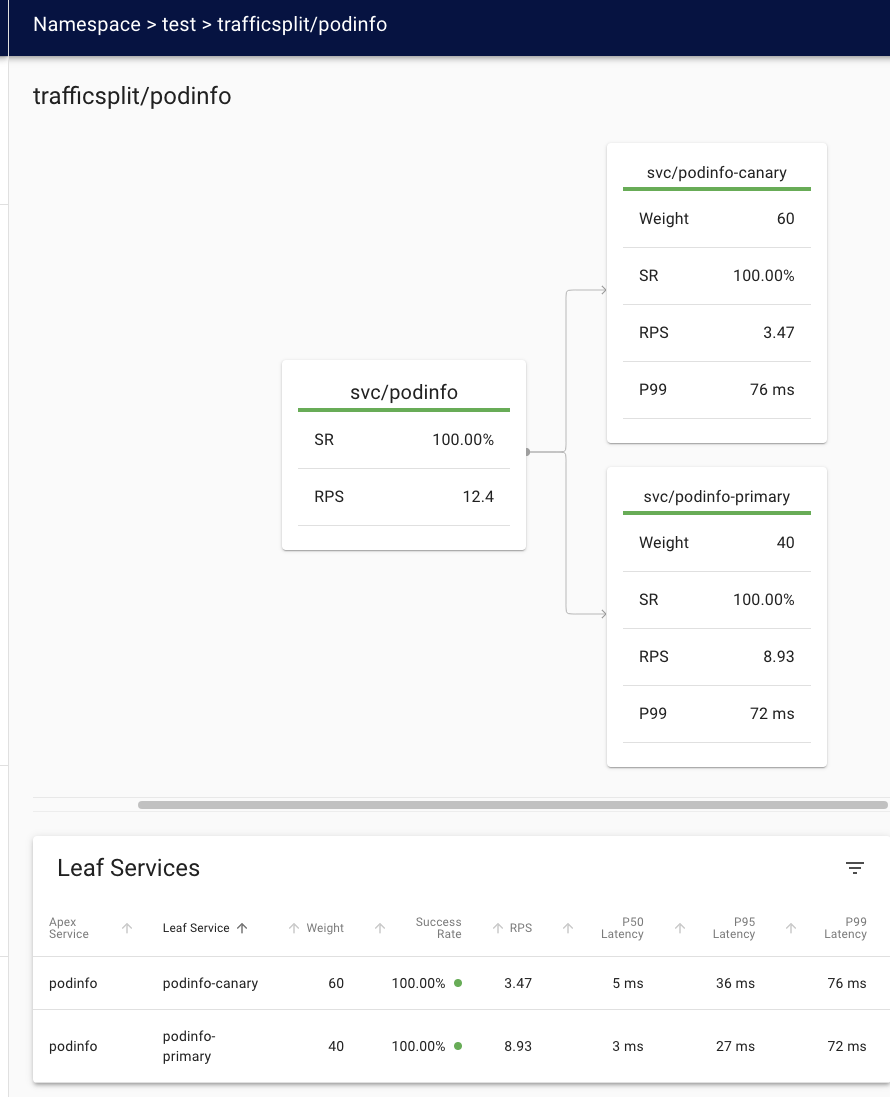 Namespace > test > trafficsplit/podinfo
trafficsplit/podinfo
svc/podinfo-canary
Weight 60
SR 100.00%
RPS 3.47
P99 76 ms
svc/podinfo
SR 100.00%
RPS 12.4
svc/podinfo-primary
Weight 40
SR 100.00%
RPS 8.93
P99 72 ms
Leaf Services
Apex Service Leaf Service Weight Success Rate RPS P50 Latency P95 Latency P99 Latency
podinfo podinfo-canary 60 100.00% 3.47 5 ms 36 ms 76 ms
podinfo podinfo-primary 40 100.00% 8.93 3 ms 27 ms 72 ms